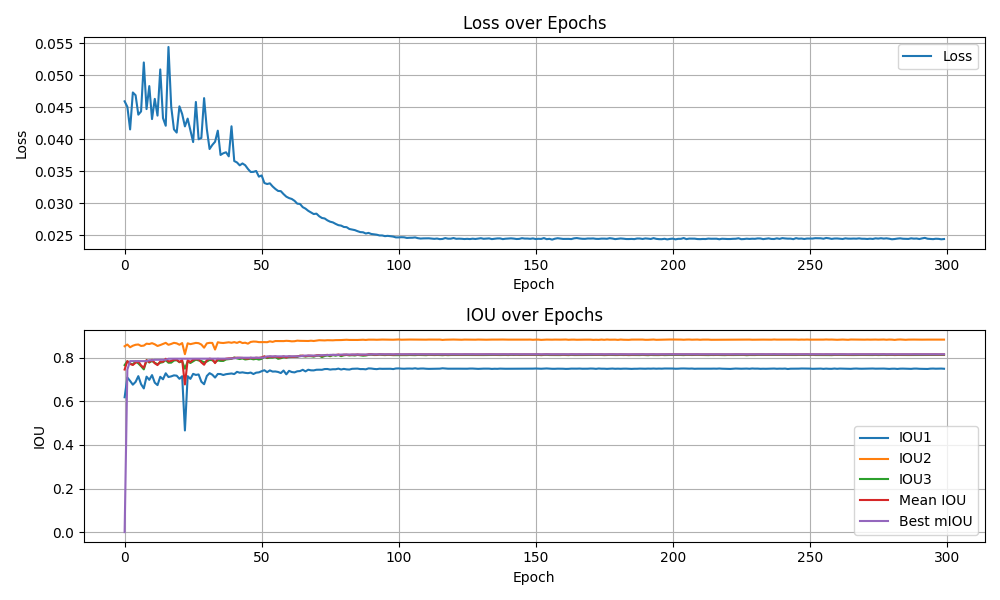 Loss over Epochs
0.055
0.050
0.045
0.040
0.035
0.030
0.025
Loss
Loss
0 50 100 150 200 250 300
Epoch
IOU over Epochs
0.8
0.6
0.4
0.2
0.0
IOU
IOU1
IOU2
IOU3
Mean IOU
Best mIOU
0 50 100 150 200 250 300
Epoch